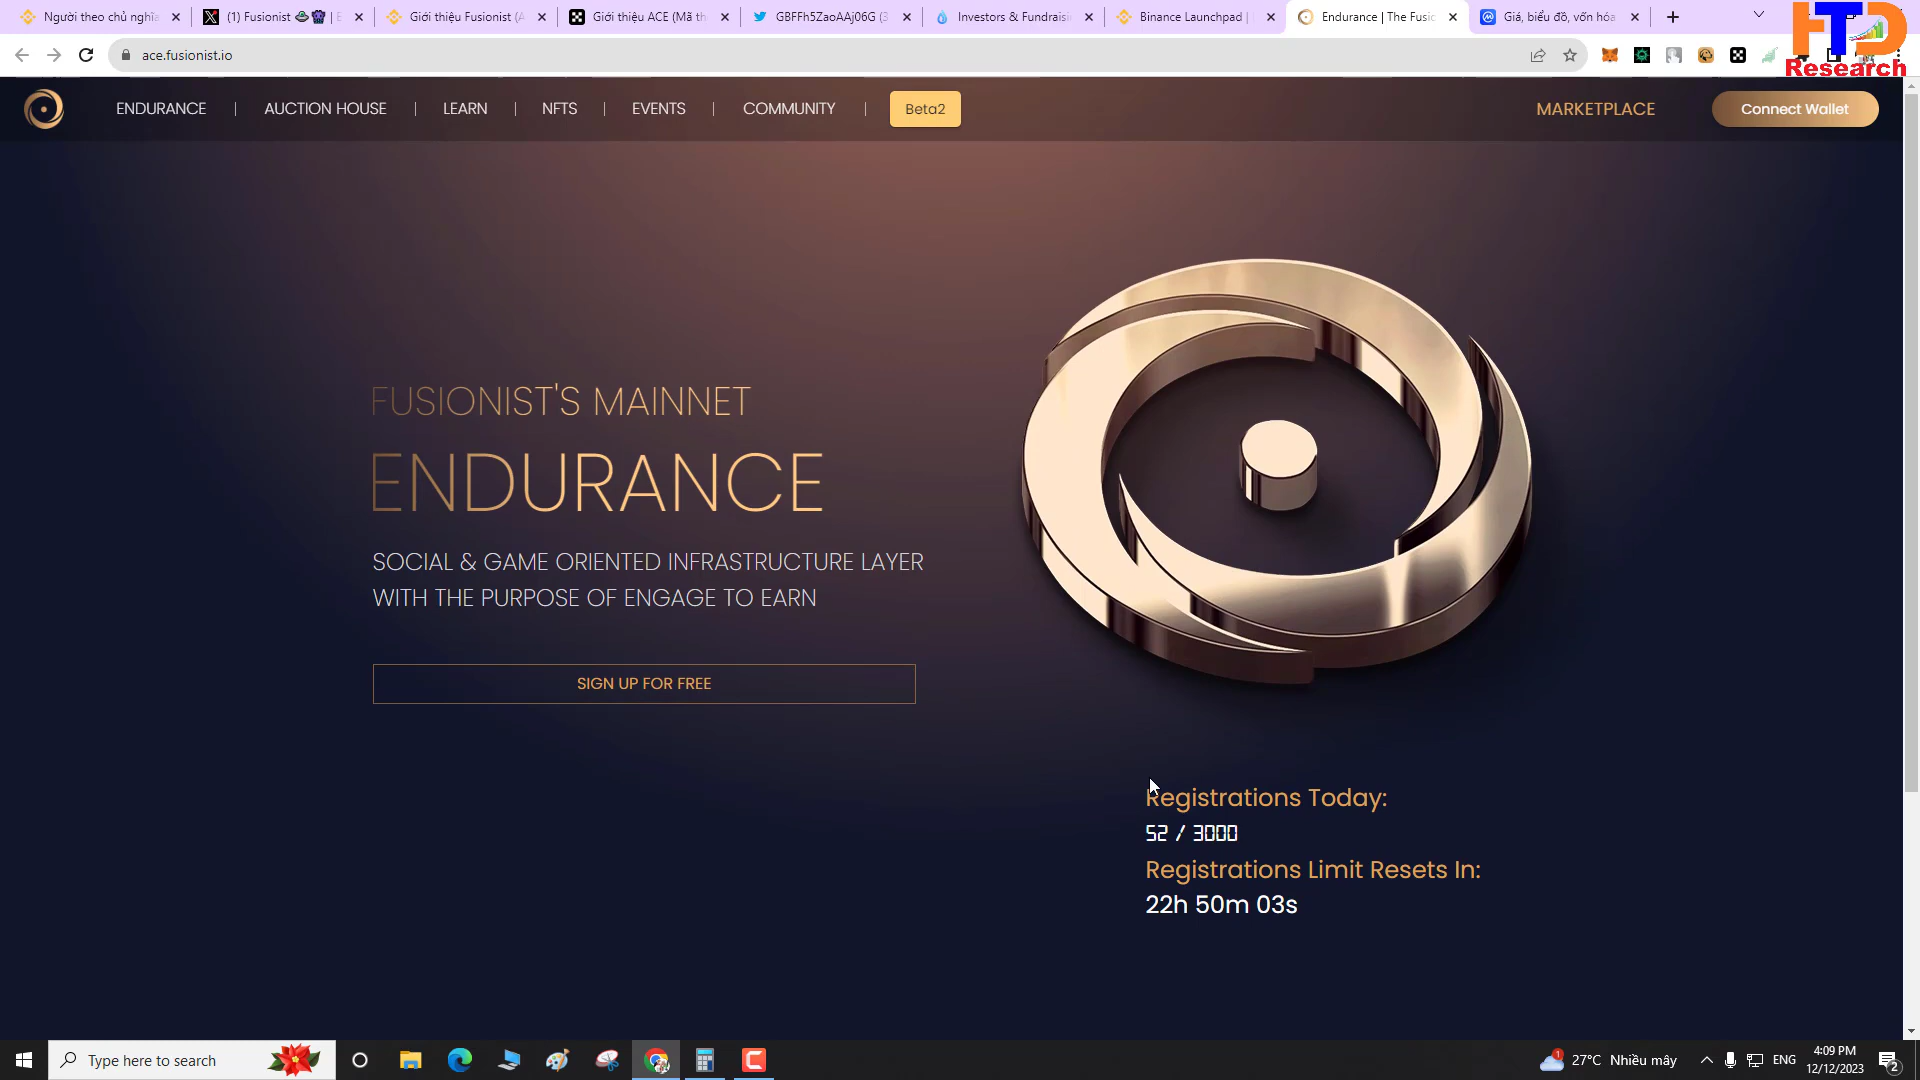 Người theo chủ nghĩa
(1) Fusionist
Giới thiệu Fusionist (A
Giới thiệu ACE (Mã th
GBFFh5ZaoAAj06G (3
Investors & Fundraisi
Binance Launchpad |
Endurance | The Fusic
Giá, biểu đồ, vốn hóa
HTD
Research
ace.fusionist.io
ENDURANCE
AUCTION HOUSE
LEARN
NFTS
EVENTS
COMMUNITY
Beta2
MARKETPLACE
Connect Wallet
FUSIONIST'S MAINNET
ENDURANCE
SOCIAL & GAME ORIENTED INFRASTRUCTURE LAYER
WITH THE PURPOSE OF ENGAGE TO EARN
SIGN UP FOR FREE
Registrations Today:
52 / 3000
Registrations Limit Resets In:
22h 50m 03s
Type here to search
1
27°C Nhiều mây
ENG
4:09 PM
12/12/2023
2